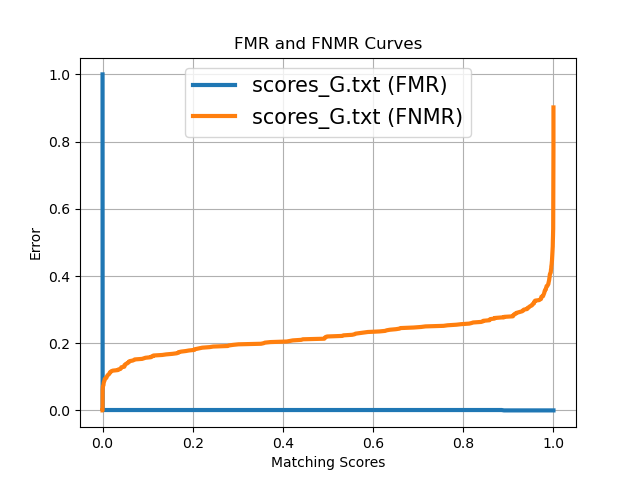 FMR and FNMR Curves
scores_G.txt (FMR)
scores_G.txt (FNMR)
1.0
0.8
0.6
0.4
0.2
0.0
Error
0.0 0.2 0.4 0.6 0.8 1.0
Matching Scores